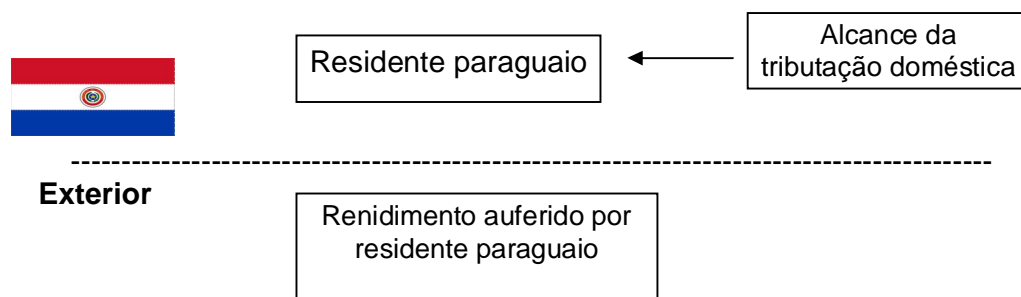 Residente paraguaio
Alcance da
tributação doméstica
Exterior
Renidimento auferido por
residente paraguaio